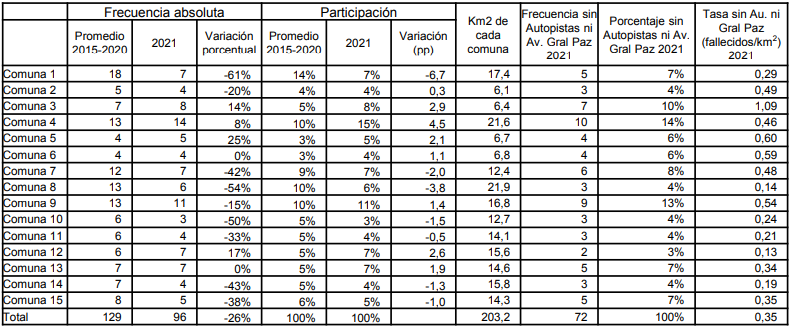 Frecuencia absoluta Participación Km2 de cada comuna Frecuencia sin Autopistas ni Av. Gral Paz 2021 Porcentaje sin Autopistas ni Av. Gral Paz 2021 Tasa sin Au. ni Gral Paz (fallecidos/km2) 2021
Promedio 2015-2020 2021 Variación porcentual Promedio 2015-2020 2021 Variación (pp)
Comuna 1 18 7 -61% 14% 7% -6,7 17,4 5 7% 0,29
Comuna 2 5 4 -20% 4% 4% 0,3 6,1 3 4% 0,49
Comuna 3 7 8 14% 5% 8% 2,9 6,4 7 10% 1,09
Comuna 4 13 14 8% 10% 15% 4,5 21,6 10 14% 0,46
Comuna 5 4 5 25% 3% 5% 2,1 6,7 4 6% 0,60
Comuna 6 4 4 0% 3% 4% 1,1 6,8 4 6% 0,59
Comuna 7 12 7 -42% 9% 7% -2,0 12,4 6 8% 0,48
Comuna 8 13 6 -54% 10% 6% -3,8 21,9 3 4% 0,14
Comuna 9 13 11 -15% 10% 11% 1,4 16,8 9 13% 0,54
Comuna 10 6 3 -50% 5% 3% -1,5 12,7 3 4% 0,24
Comuna 11 6 4 -33% 5% 4% -0,5 14,1 3 4% 0,21
Comuna 12 6 7 17% 5% 7% 2,6 15,6 2 3% 0,13
Comuna 13 7 7 0% 5% 7% 1,9 14,6 5 7% 0,34
Comuna 14 7 4 -43% 5% 4% -1,3 15,8 3 4% 0,19
Comuna 15 8 5 -38% 6% 5% -1,0 14,3 5 7% 0,35
Total 129 96 -26% 100% 100% 203,2 72 100% 0,35